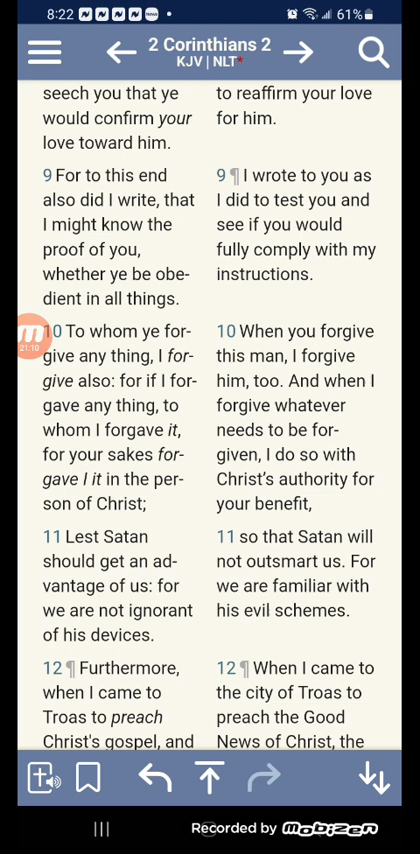 8:22
61%
2 Corinthians 2
KJV | NLT*
seech you that ye
would confirm your
love toward him.
9 For to this end
also did I write, that
I might know the
proof of you,
whether ye be obe-
dient in all things.
10 To whom ye for-
give any thing, I for-
give also: for if I for-
gave any thing, to
whom I forgave it,
for your sakes for-
gave I it in the per-
son of Christ;
11 Lest Satan
should get an ad-
vantage of us: for
we are not ignorant
of his devices.
12 ¶ Furthermore,
when I came to
Troas to preach
Christ's gospel, and
to reaffirm your love
for him.
9 ¶ I wrote to you as
I did to test you and
see if you would
fully comply with my
instructions.
10 When you forgive
this man, I forgive
him, too. And when I
forgive whatever
needs to be for-
given, I do so with
Christ's authority for
your benefit,
11 so that Satan will
not outsmart us. For
we are familiar with
his evil schemes.
12 ¶ When I came to
the city of Troas to
preach the Good
News of Christ, the
m
21:10
Recorded by Mobizen